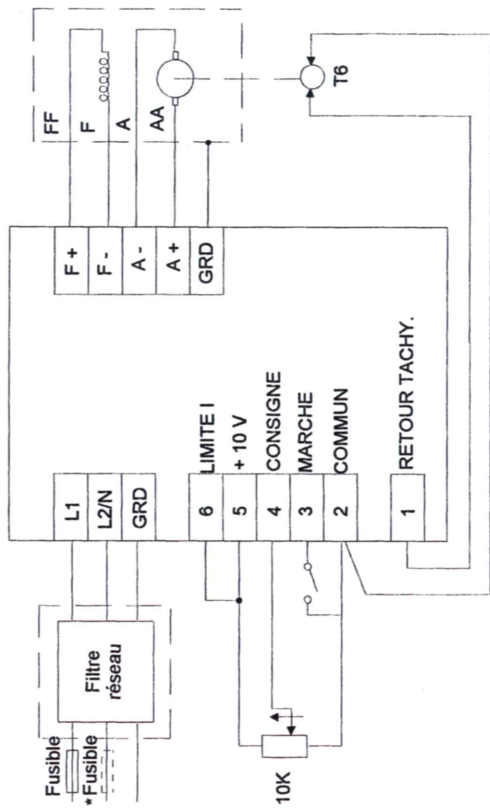 Fusible
* Fusible
Filtre
réseau
L1
L2/N
GRD
F +
F -
A -
A +
GRD
FF
F
A
AA
T6
6
LIMITE I
5
+ 10 V
4
CONSIGNE
3
MARCHE
2
COMMUN
1
RETOUR TACHY.
10K